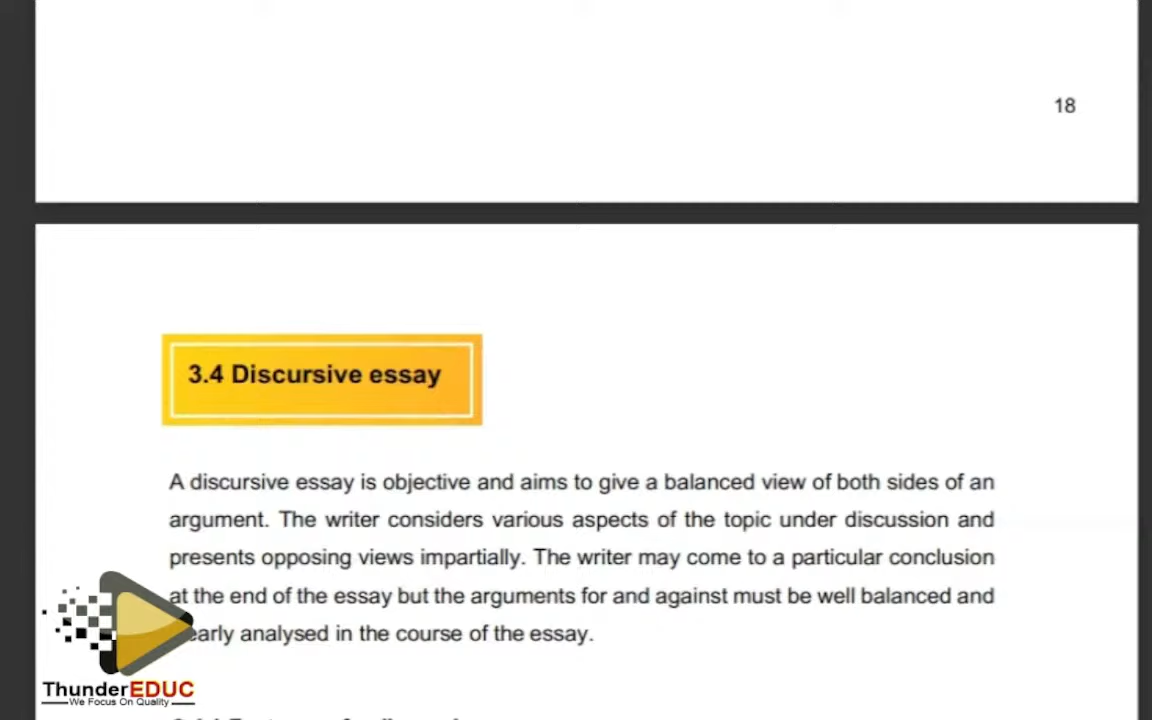 18
3.4 Discursive essay
A discursive essay is objective and aims to give a balanced view of both sides of an
argument. The writer considers various aspects of the topic under discussion and
presents opposing views impartially. The writer may come to a particular conclusion
at the end of the essay but the arguments for and against must be well balanced and
analysed in the course of the essay.
ThunderEDUC
We Focus On Quality